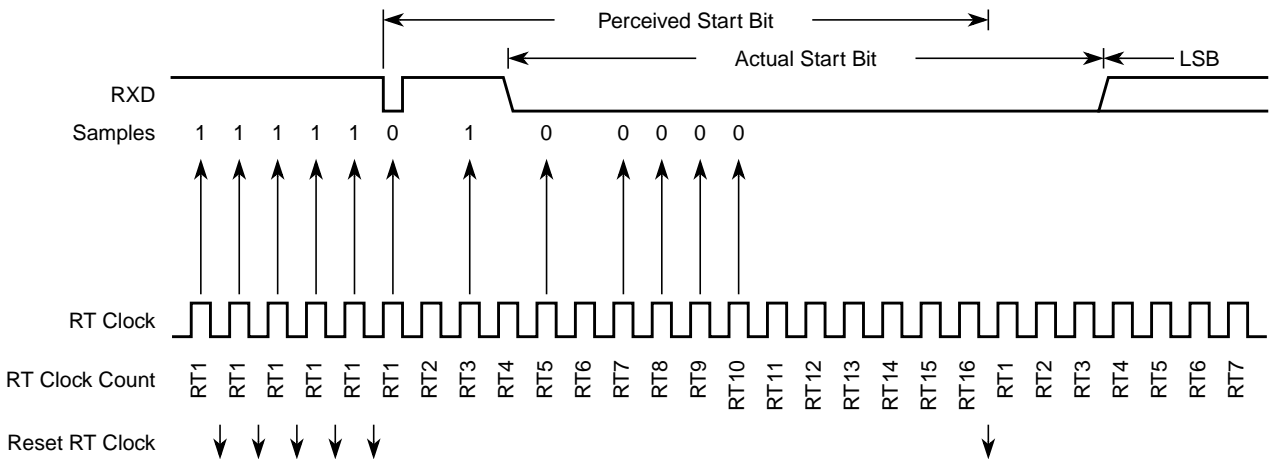 Perceived Start Bit
Actual Start Bit
LSB
RXD
Samples 1 1 1 1 1 0 1 0 0 0 0 0
RT Clock
RT Clock Count RT1 RT1 RT1 RT1 RT1 RT1 RT2 RT3 RT4 RT5 RT6 RT7 RT8 RT9 RT10 RT11 RT12 RT13 RT14 RT15 RT16 RT1 RT2 RT3 RT4 RT5 RT6 RT7
Reset RT Clock